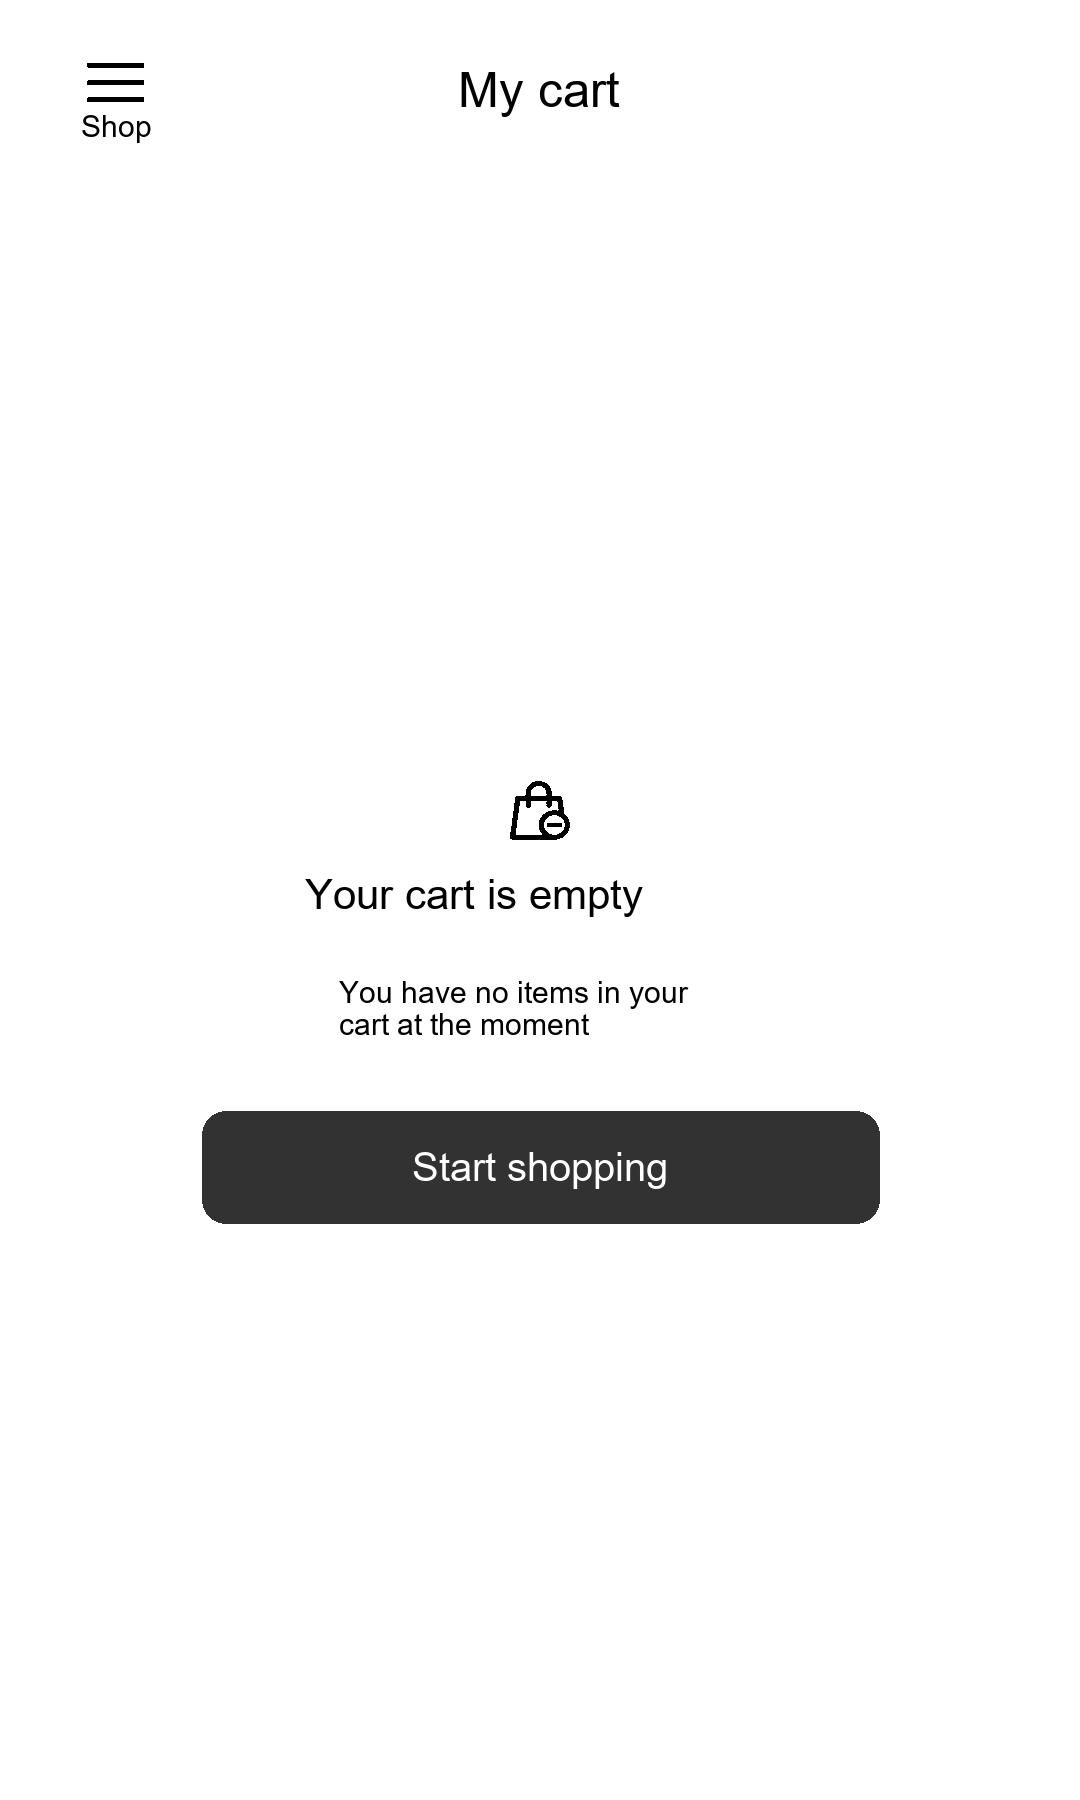 My cart
Shop
Your cart is empty
You have no items in your
cart at the moment
Start shopping